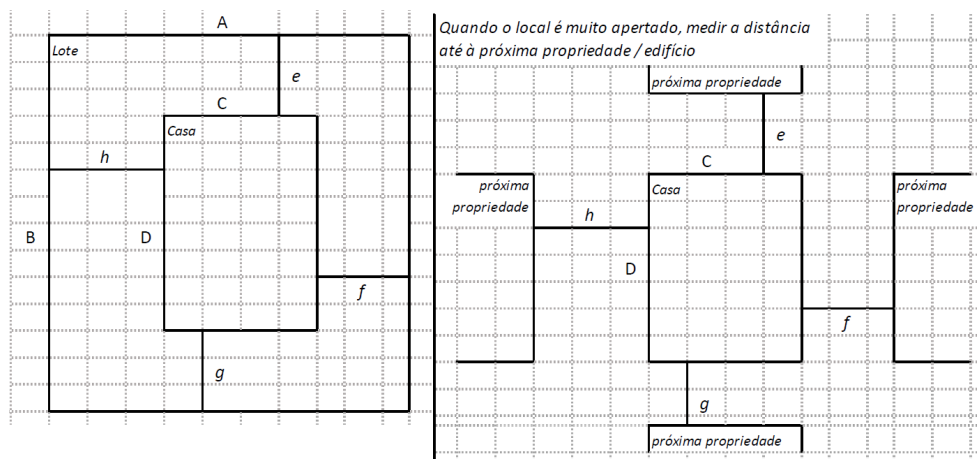 A
Lote
e
C
Casa
h
B
D
f
g
Quando o local é muito apertado, medir a distância
até à próxima propriedade / edifício
próxima propriedade
e
C
próxima
propriedade
Casa
próxima
propriedade
h
D
f
g
próxima propriedade